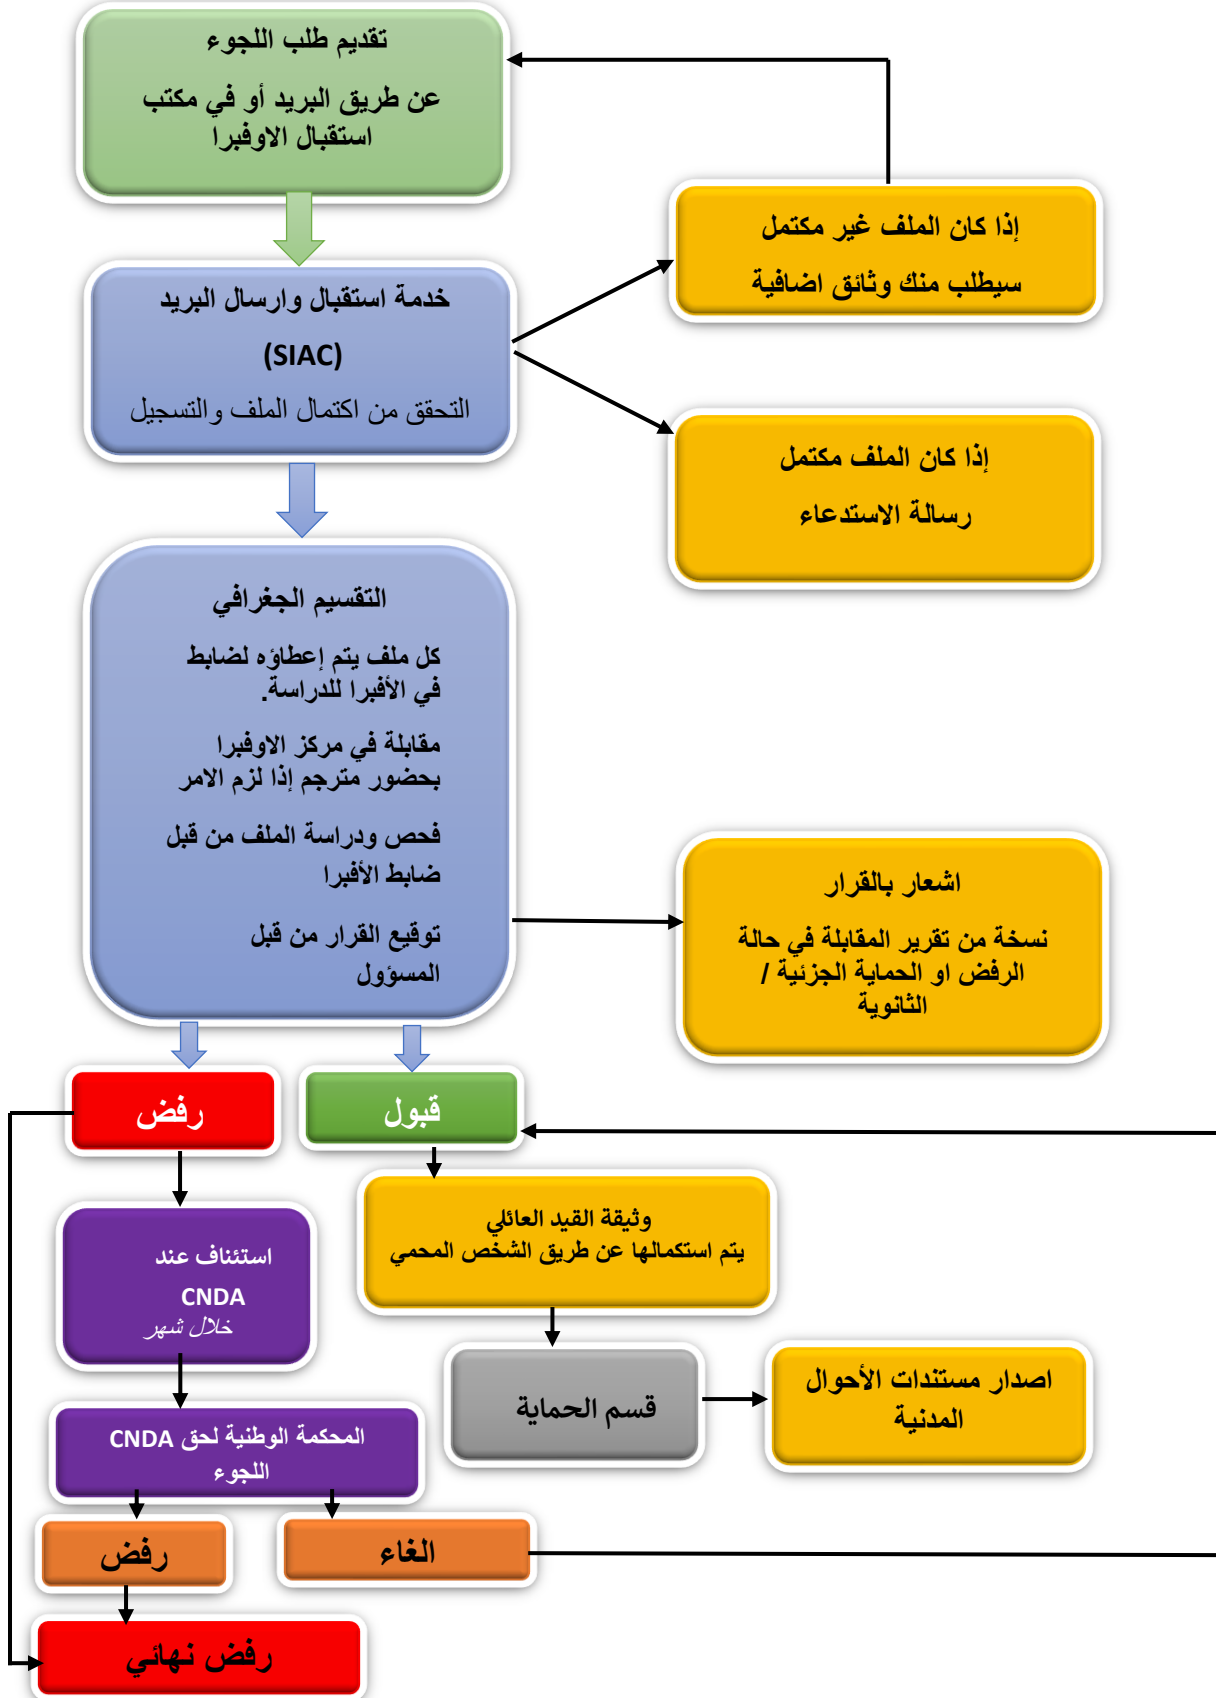 تقديم طلب اللجوء
عن طريق البريد أو في مكتب
استقبال الاوفبرا
إذا كان الملف غير مكتمل
سيطلب منك وثائق اضافية
خدمة استقبال وارسال البريد
(SIAC)
التحقق من اكتمال الملف والتسجيل
إذا كان الملف مكتمل
رسالة الاستدعاء
التقسيم الجغرافي
كل ملف يتم إعطاؤه لضابط
في الأفبرا للدراسة.
مقابلة في مركز الاوفبرا
بحضور مترجم إذا لزم الامر
فحص ودراسة الملف من قبل
ضابط الأفبرا
توقيع القرار من قبل
المسؤول
اشعار بالقرار
نسخة من تقرير المقابلة في حالة
الرفض او الحماية الجزئية /
الثانوية
قبول
رفض
وثيقة القيد العائلي
يتم استكمالها عن طريق الشخص المحمي
استئناف عند
CNDA
خلال شهر
قسم الحماية
اصدار مستندات الأحوال
المدنية
المحكمة الوطنية لحق CNDA
اللجوء
الغاء
رفض
رفض نهائي